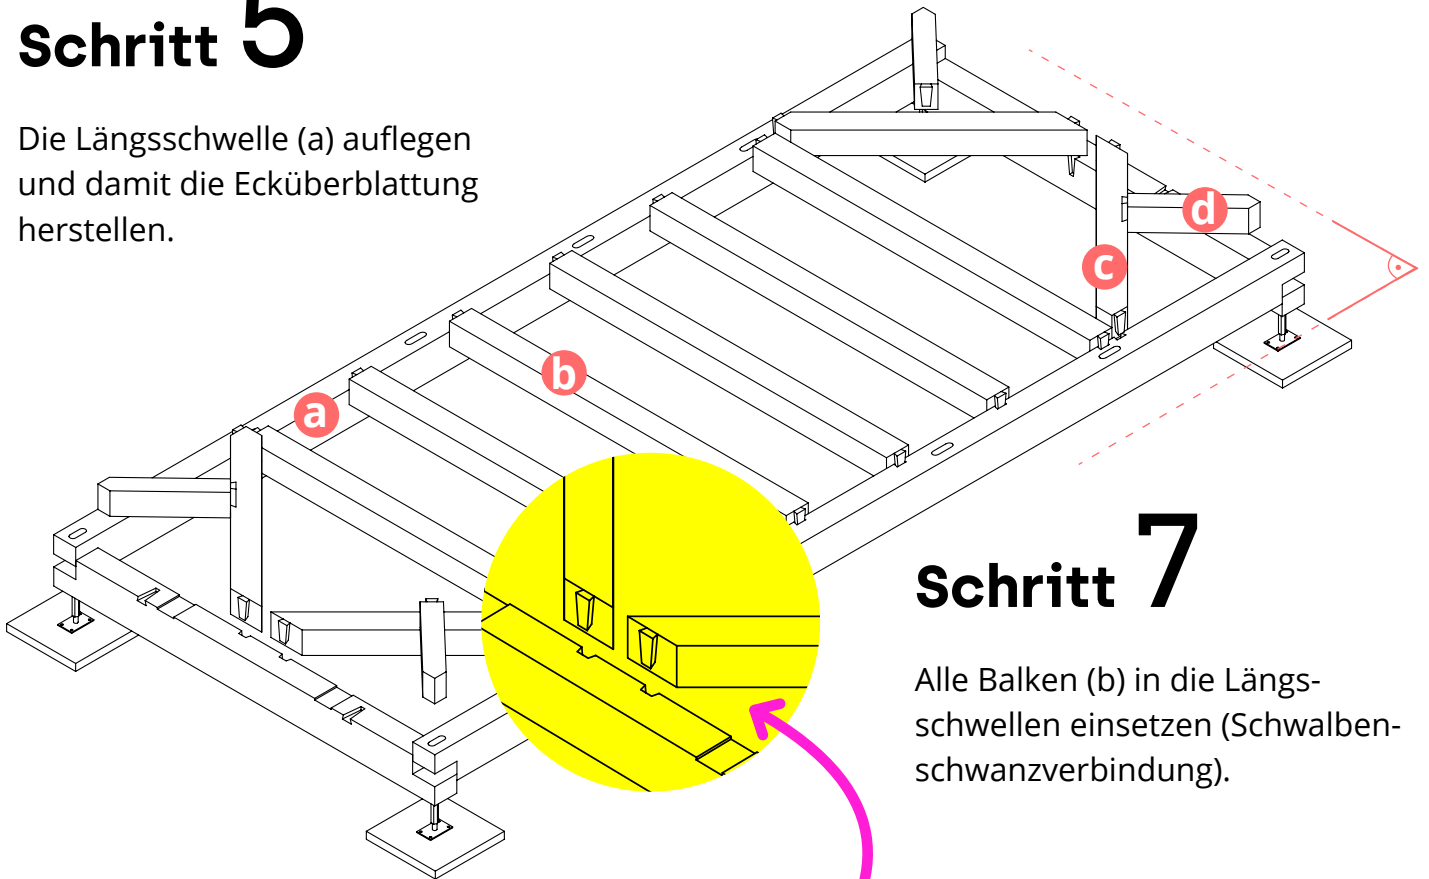 Schritt 5
Die Längsschwelle (a) auflegen
und damit die Ecküberblattung
herstellen.
d
c
b
a
Schritt 7
Alle Balken (b) in die Längs-
schwellen einsetzen (Schwalben-
schwanzverbindung).